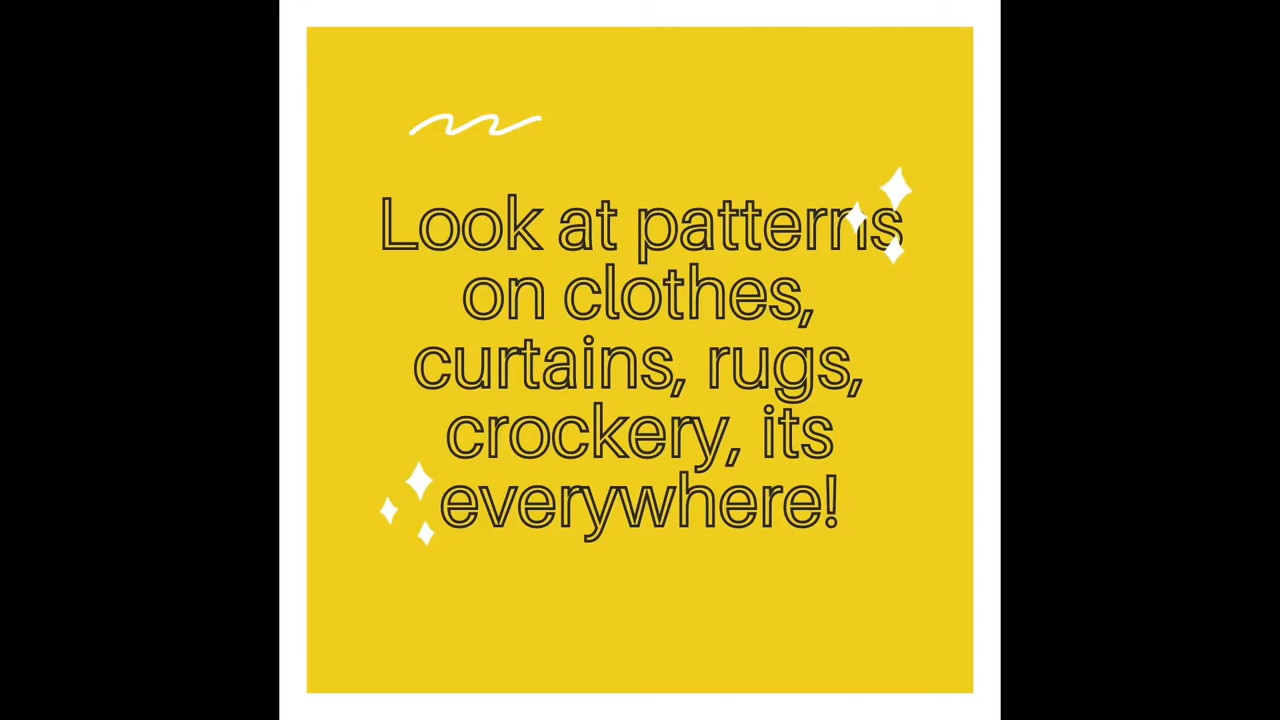 Look at patterns
on clothes,
curtains, rugs,
crockery, its
everywhere!